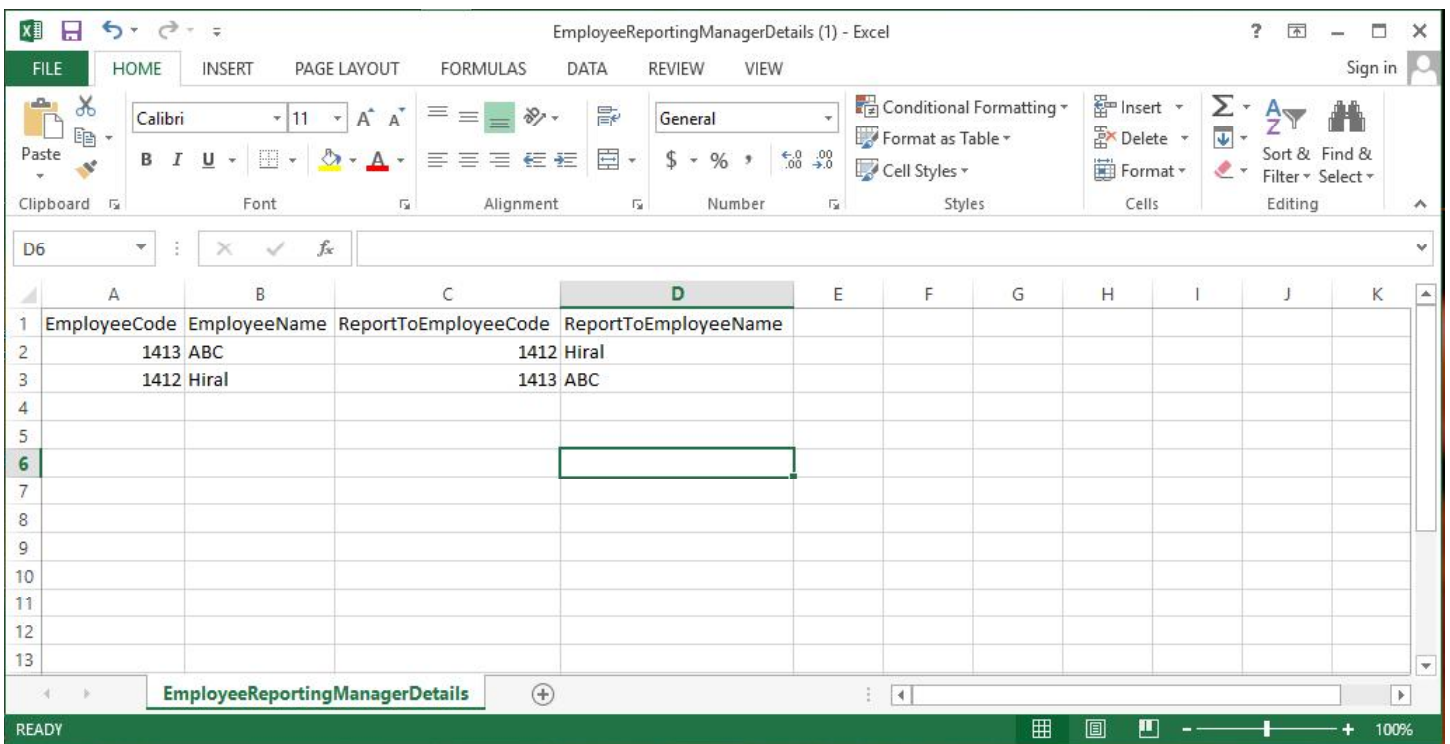 EmployeeReportingManagerDetails (1) - Excel
FILE HOME INSERT PAGE LAYOUT FORMULAS DATA REVIEW VIEW Sign in
Calibri 11 General Conditional Formatting Insert
Format as Table Delete
Paste B I U $ % , Cell Styles Format Sort & Filter Find & Select
Clipboard Font Alignment Number Styles Cells Editing
D6 fx
A B C D E F G H I J K
1 EmployeeCode EmployeeName ReportToEmployeeCode ReportToEmployeeName
2 1413 ABC 1412 Hiral
3 1412 Hiral 1413 ABC
4
5
6
7
8
9
10
11
12
13
EmployeeReportingManagerDetails
READY 100%